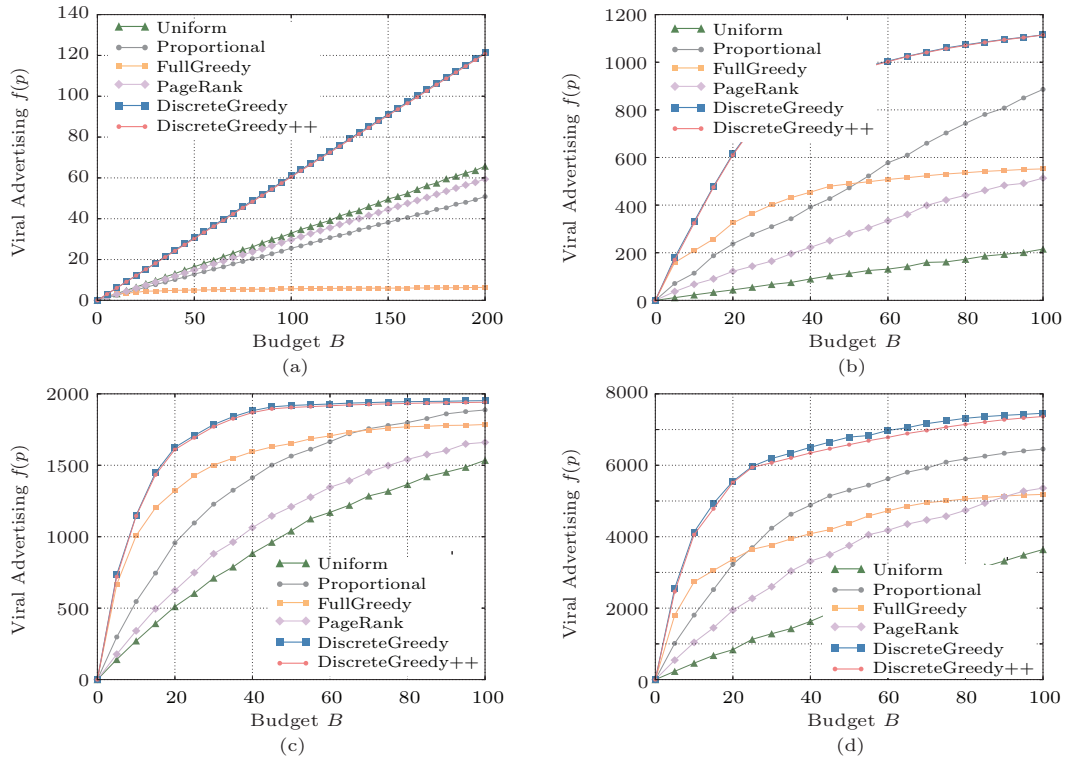 140
120
100
80
60
40
20
0
0
50
100
150
200
Viral Advertising f(p)
Budget B
Uniform
Proportional
FullGreedy
PageRank
DiscreteGreedy
DiscreteGreedy++
(a)
1200
1000
800
600
400
200
0
0
20
40
60
80
100
Viral Advertising f(p)
Budget B
Uniform
Proportional
FullGreedy
PageRank
DiscreteGreedy
DiscreteGreedy++
(b)
2000
1500
1000
500
0
0
20
40
60
80
100
Viral Advertising f(p)
Budget B
Uniform
Proportional
FullGreedy
PageRank
DiscreteGreedy
DiscreteGreedy++
(c)
8000
6000
4000
2000
0
0
20
40
60
80
100
Viral Advertising f(p)
Budget B
Uniform
Proportional
FullGreedy
PageRank
DiscreteGreedy
DiscreteGreedy++
(d)